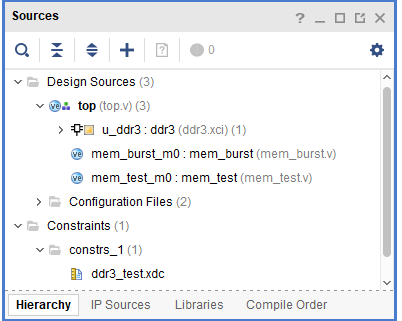 Sources
? _ □ X
0
Design Sources (3)
top (top.v) (3)
u_ddr3 : ddr3 (ddr3.xci) (1)
mem_burst_m0 : mem_burst (mem_burst.v)
mem_test_m0 : mem_test (mem_test.v)
Configuration Files (2)
Constraints (1)
constrs_1 (1)
ddr3_test.xdc
Hierarchy IP Sources Libraries Compile Order